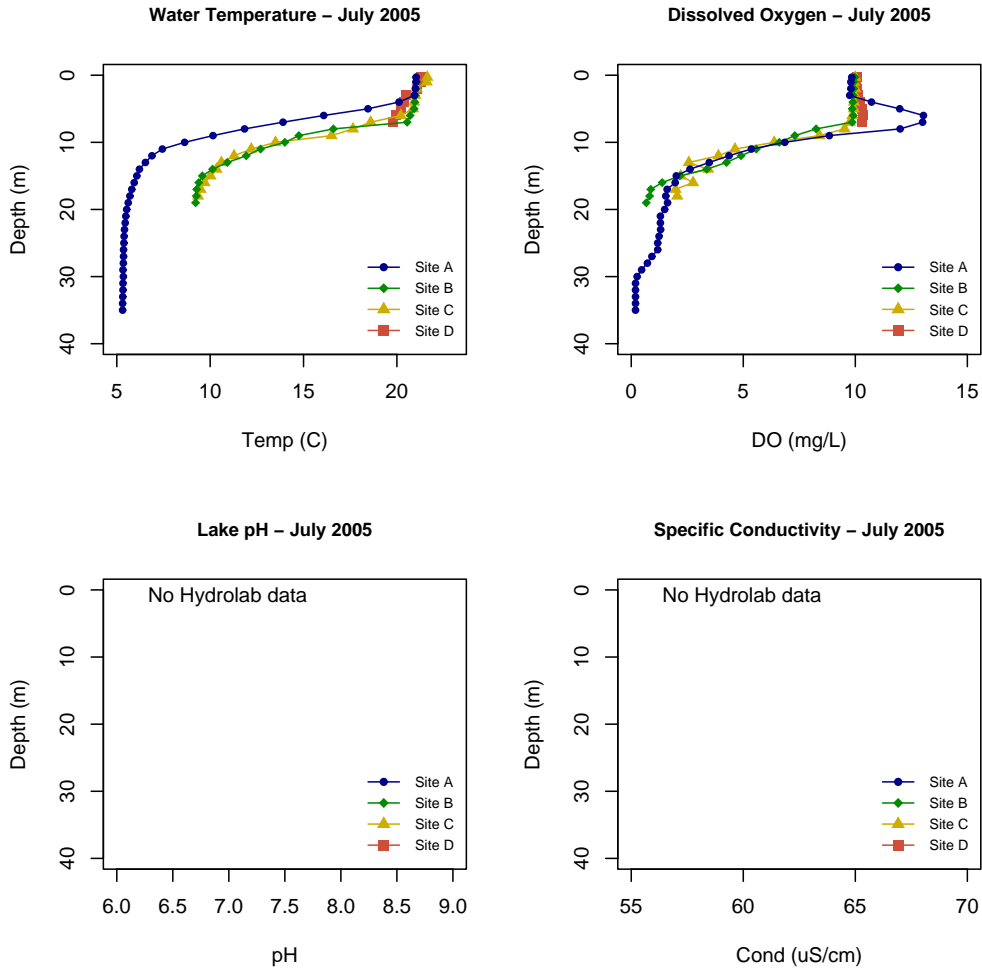 Water Temperature – July 2005
Depth (m)
0
10
20
30
40
Site A
Site B
Site C
Site D
5
10
15
20
Temp (C)
Dissolved Oxygen – July 2005
Depth (m)
0
10
20
30
40
Site A
Site B
Site C
Site D
0
5
10
15
DO (mg/L)
Lake pH – July 2005
Depth (m)
0
10
20
30
40
No Hydrolab data
Site A
Site B
Site C
Site D
6.0
6.5
7.0
7.5
8.0
8.5
9.0
pH
Specific Conductivity – July 2005
Depth (m)
0
10
20
30
40
No Hydrolab data
Site A
Site B
Site C
Site D
55
60
65
70
Cond (uS/cm)